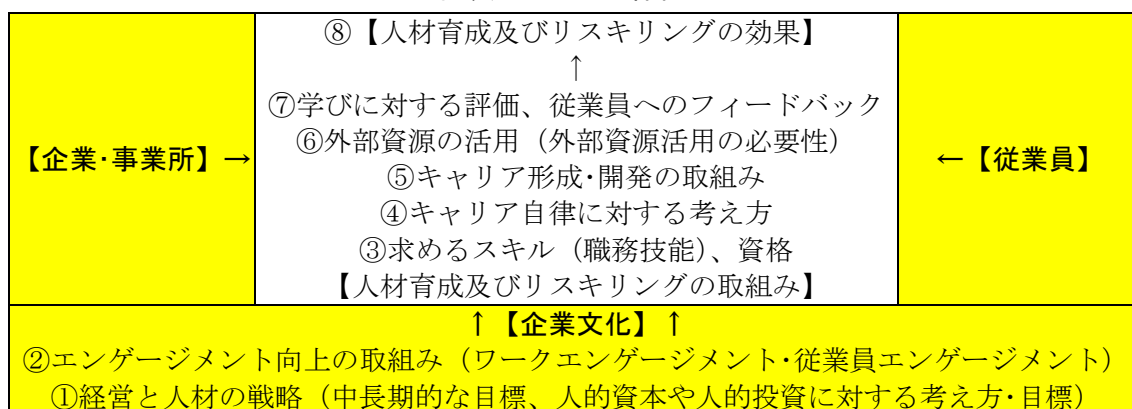 ⑧【人材育成及びリスキリングの効果】
↑
⑦学びに対する評価、従業員へのフィードバック
⑥外部資源の活用（外部資源活用の必要性）
【企業・事業所】→
⑤キャリア形成・開発の取組み
←【従業員】
④キャリア自律に対する考え方
③求めるスキル（職務技能）、資格
【人材育成及びリスキリングの取組み】
↑【企業文化】↑
②エンゲージメント向上の取組み（ワークエンゲージメント・従業員エンゲージメント）
①経営と人材の戦略（中長期的な目標、人的資本や人的投資に対する考え方・目標）